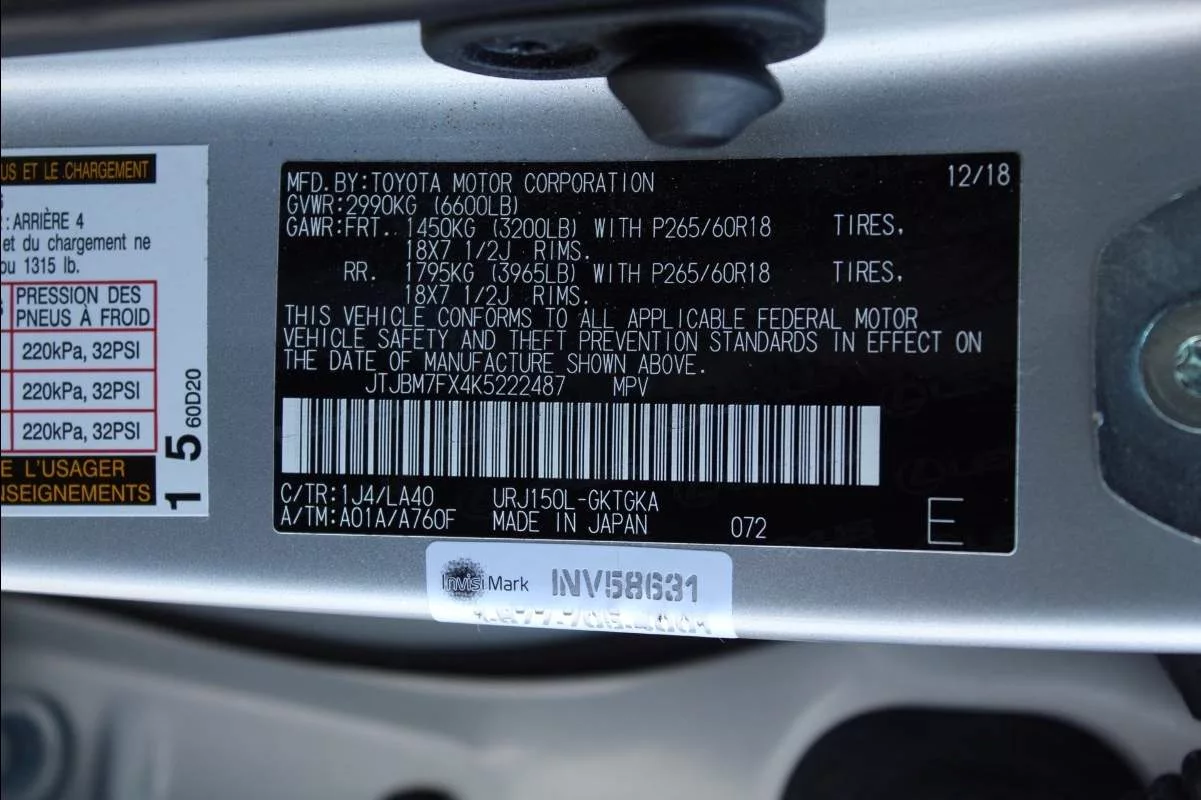 US ET LE CHARGEMENT
: ARRIÈRE 4
et du chargement ne
ou 1315 lb.
PRESSION DES
PNEUS À FROID
220kPa, 32PSI
220kPa, 32PSI
220kPa, 32PSI
E L'USAGER
NSEIGNEMENTS
15 60D20
MFD.BY:TOYOTA MOTOR CORPORATION 12/18
GVWR:2990KG (6600LB)
GAWR:FRT. 1450KG (3200LB) WITH P265/60R18 TIRES,
18X7 1/2J RIMS.
RR. 1795KG (3965LB) WITH P265/60R18 TIRES,
18X7 1/2J RIMS.
THIS VEHICLE CONFORMS TO ALL APPLICABLE FEDERAL MOTOR
VEHICLE SAFETY AND THEFT PREVENTION STANDARDS IN EFFECT ON
THE DATE OF MANUFACTURE SHOWN ABOVE.
JTJBM7FX4K5222487 MPV
C/TR:1J4/LA40 URJ150L-GKTGKA
A/TM:A01A/A760F MADE IN JAPAN 072 E
InvisiMark INV58631